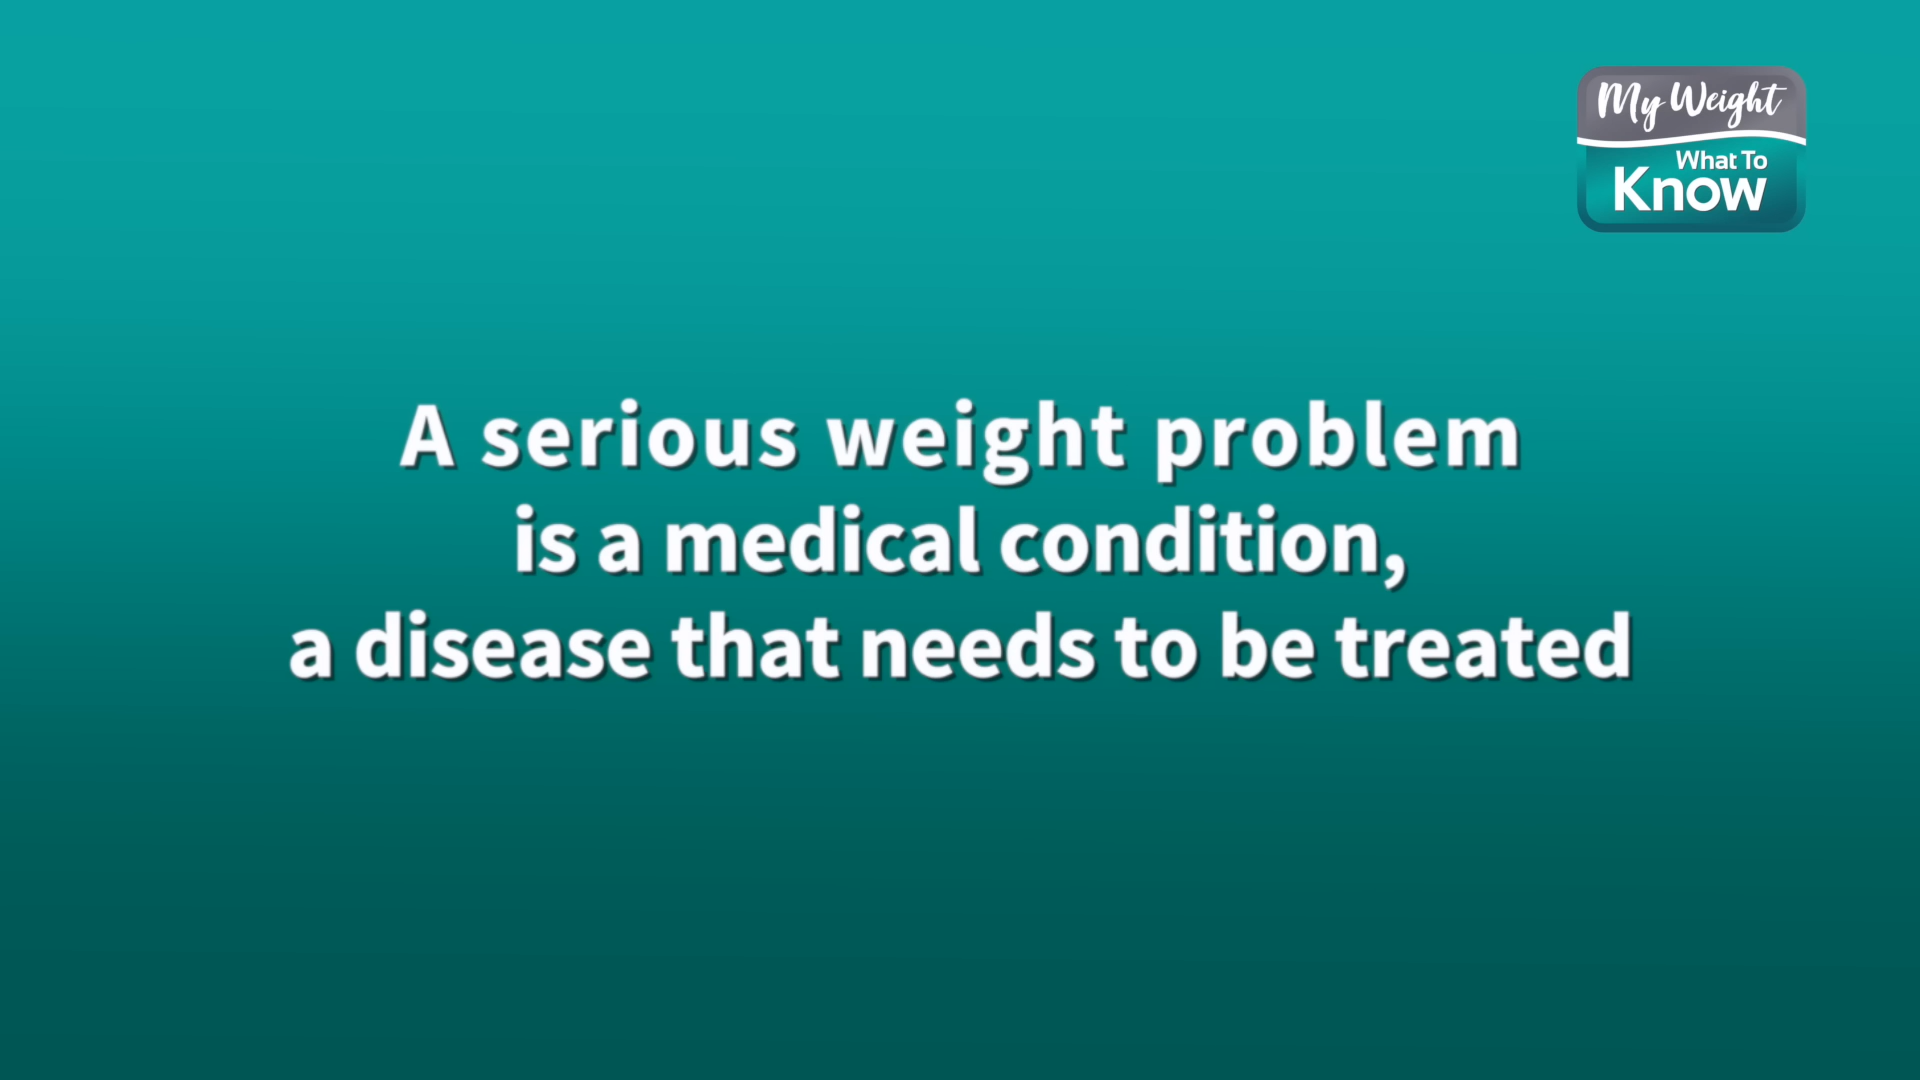 My Weight
What To
Know
A serious weight problem
is a medical condition,
a disease that needs to be treated